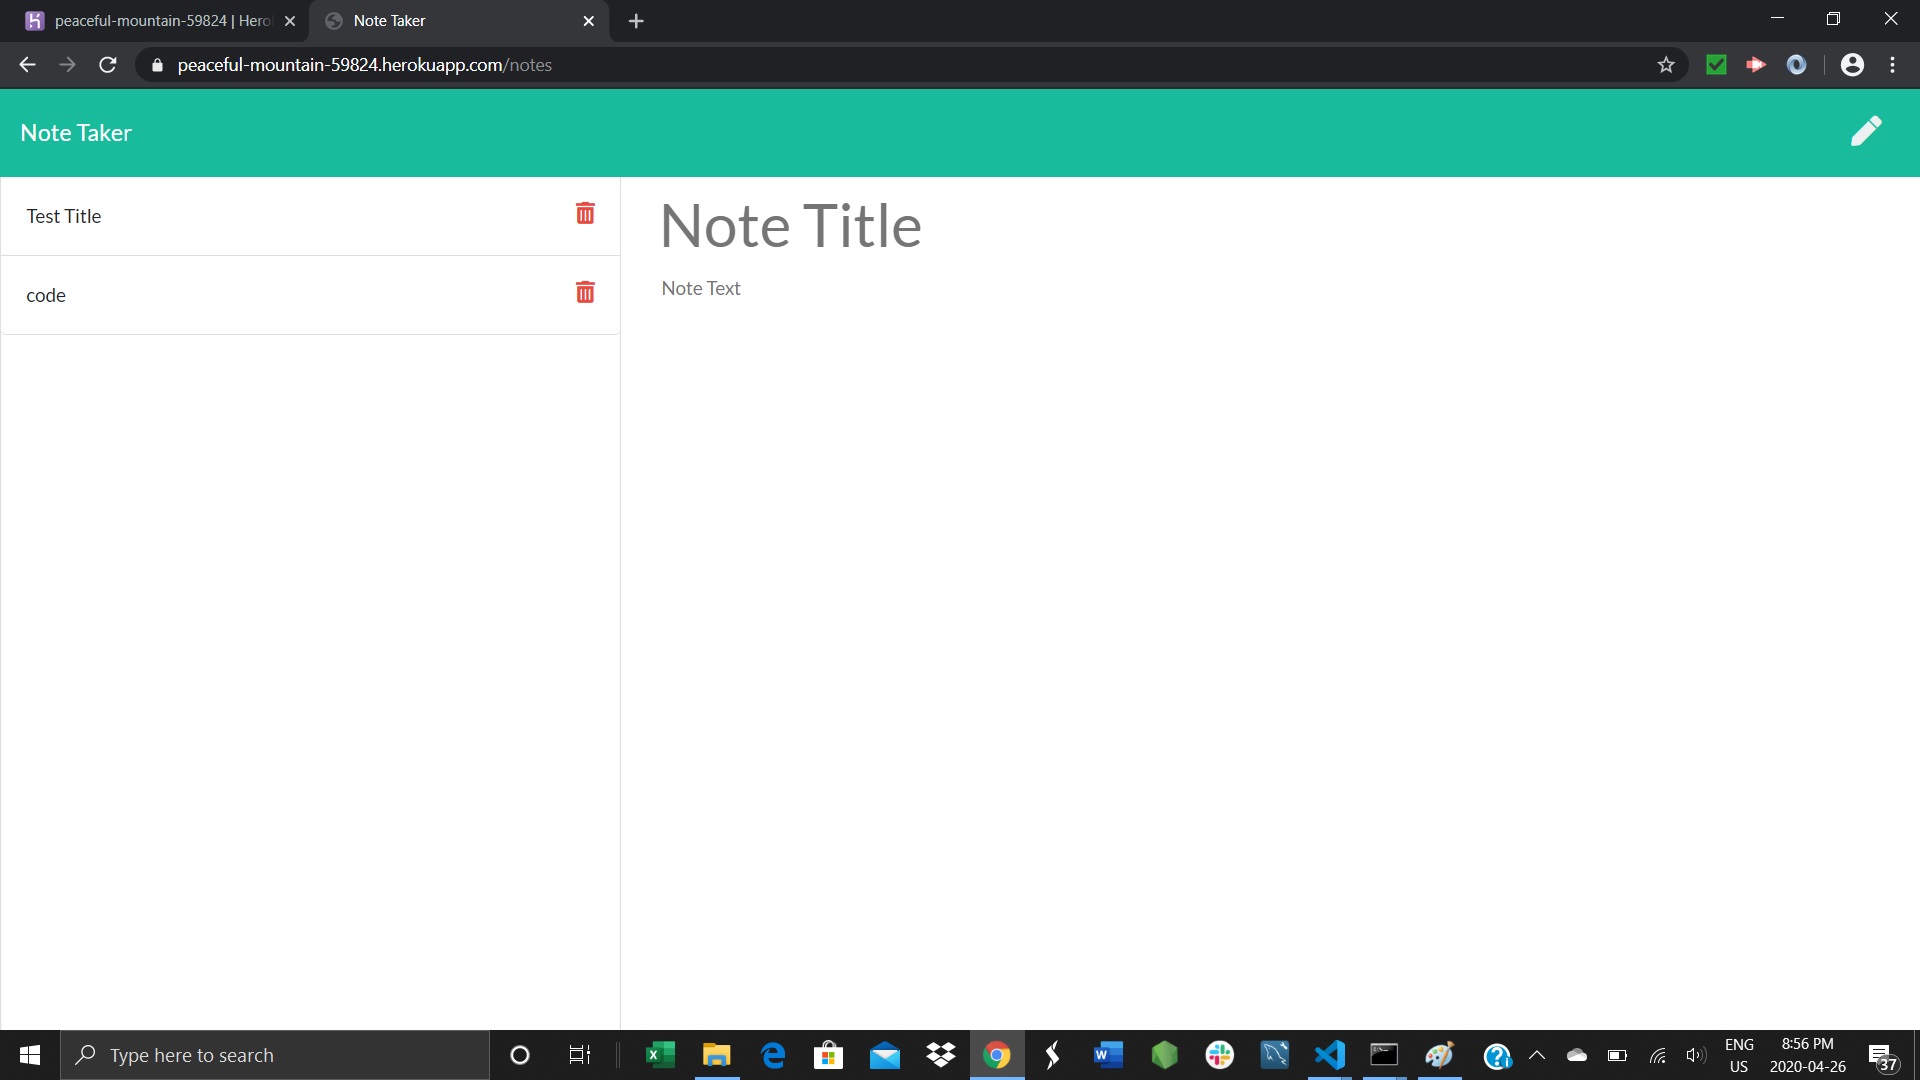 peaceful-mountain-59824 | Hero
Note Taker
peaceful-mountain-59824.herokuapp.com/notes
Note Taker
Test Title
code
Note Title
Note Text
Type here to search
ENG
US
8:56 PM
2020-04-26
37